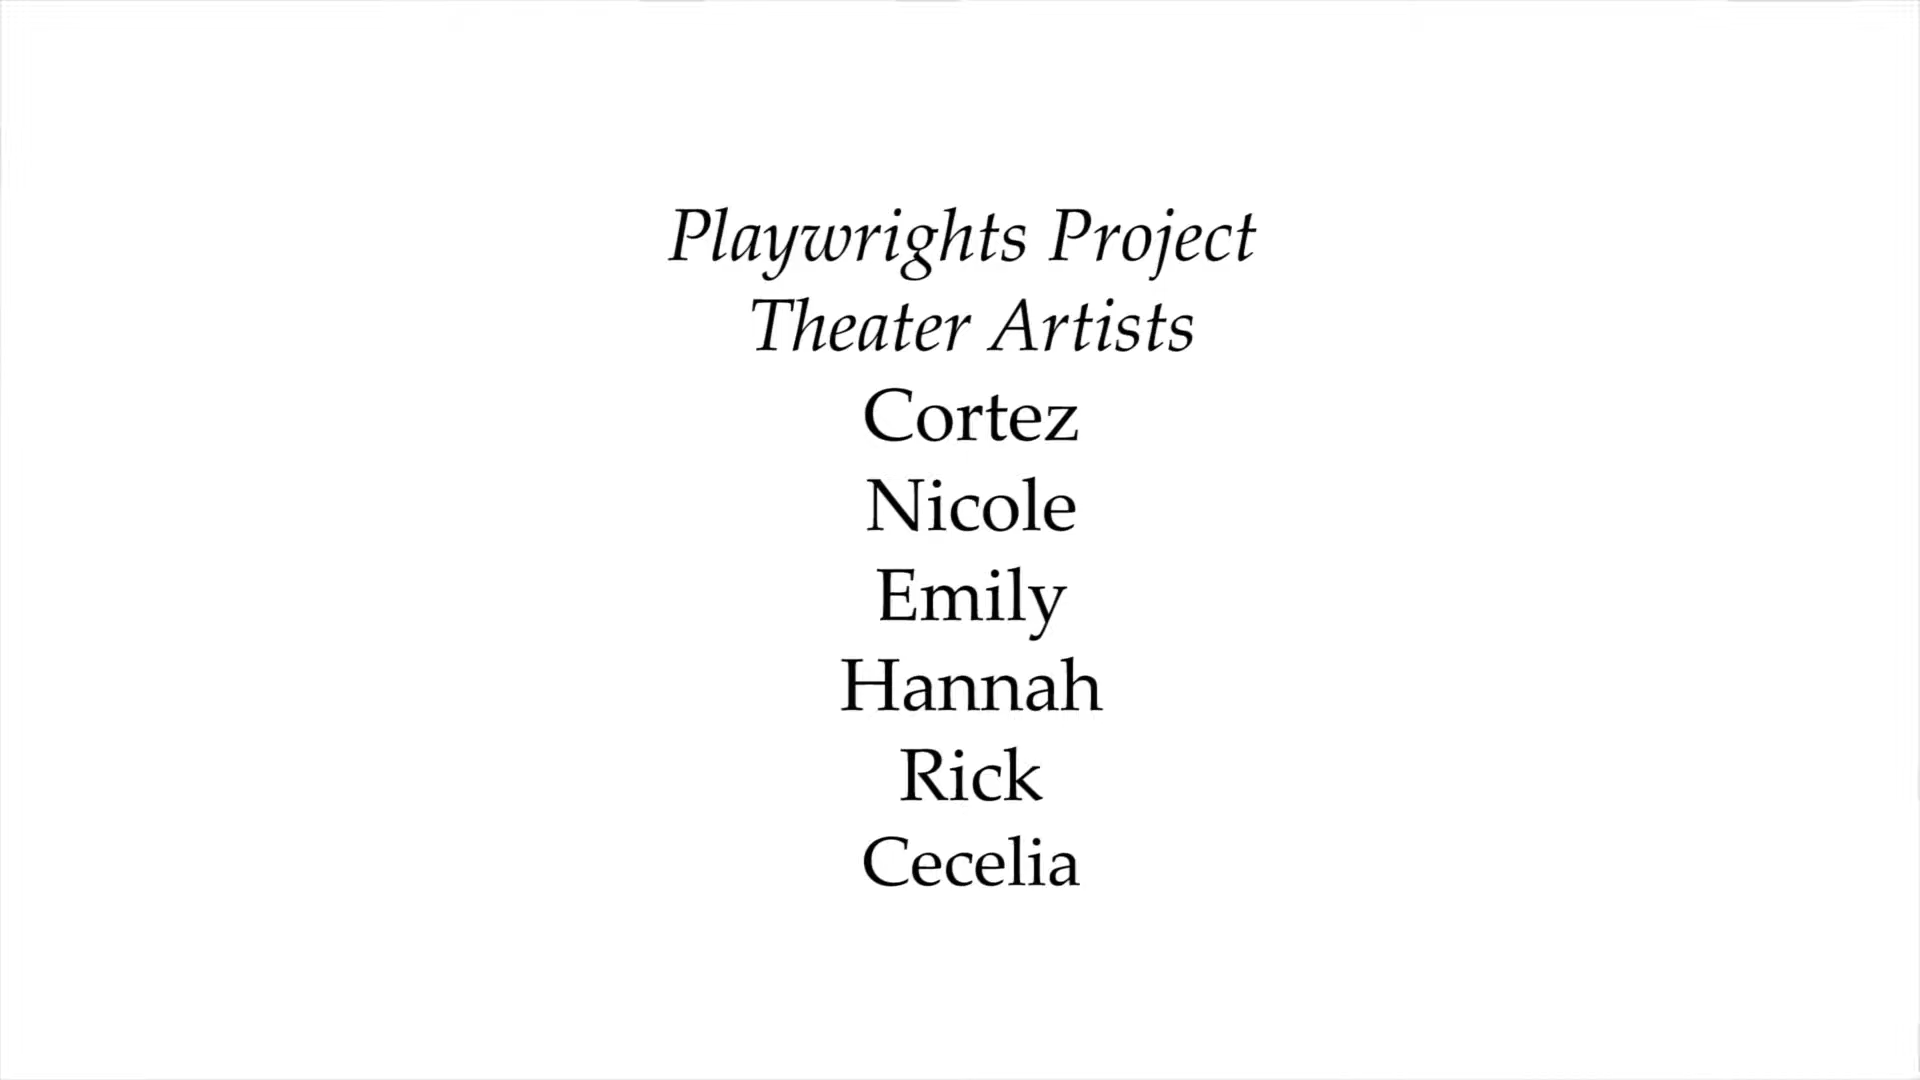 Playwrights Project
Theater Artists
Cortez
Nicole
Emily
Hannah
Rick
Cecelia